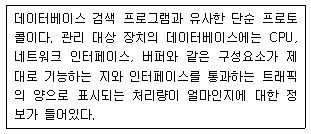 데이터베이스 검색 프로그램과 유사한 단순 프로토
콜이다. 관리 대상 장치의 데이터베이스에는 CPU,
네트워크 인터페이스, 버퍼와 같은 구성요소가 제
대로 기능하는 지와 인터페이스를 통과하는 트래픽
의 양으로 표시되는 처리량이 얼마인지에 대한 정
보가 들어있다.